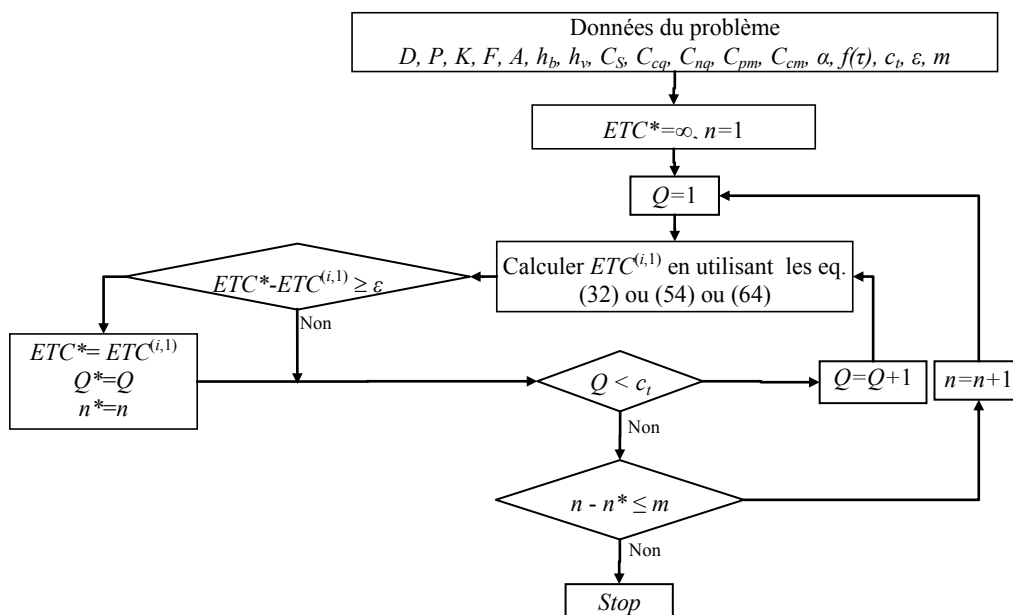 Données du problème
D, P, K, F, A, h_b, h_v, C_S, C_cq, C_nq, C_pm, C_cm, α, f(τ), c_t, ε, m
ETC*=∞, n=1
Q=1
Calculer ETC^(i,1) en utilisant les eq.
(32) ou (54) ou (64)
ETC*-ETC^(i,1) ≥ ε
Non
ETC*= ETC^(i,1)
Q*=Q
n*=n
Q < c_t
Q=Q+1
n=n+1
Non
n - n* ≤ m
Non
Stop